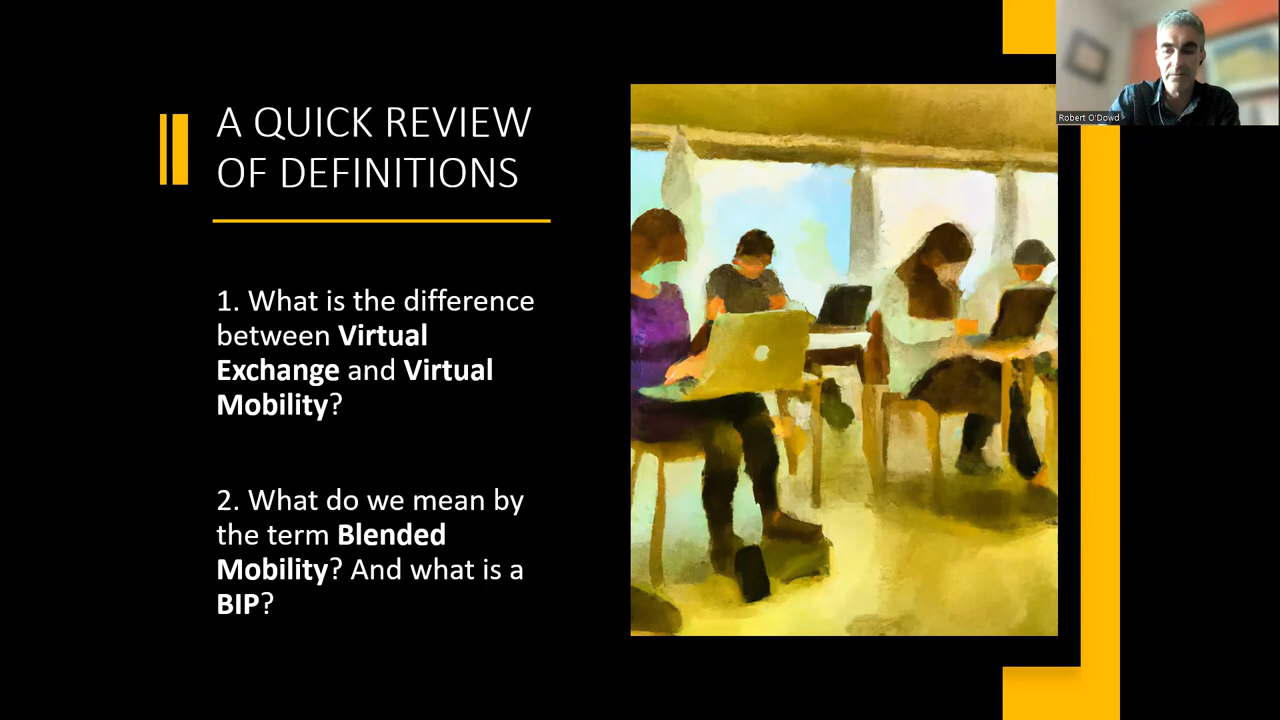 A QUICK REVIEW
OF DEFINITIONS
1. What is the difference
between Virtual
Exchange and Virtual
Mobility?
2. What do we mean by
the term Blended
Mobility? And what is a
BIP?
Robert O'Dowd